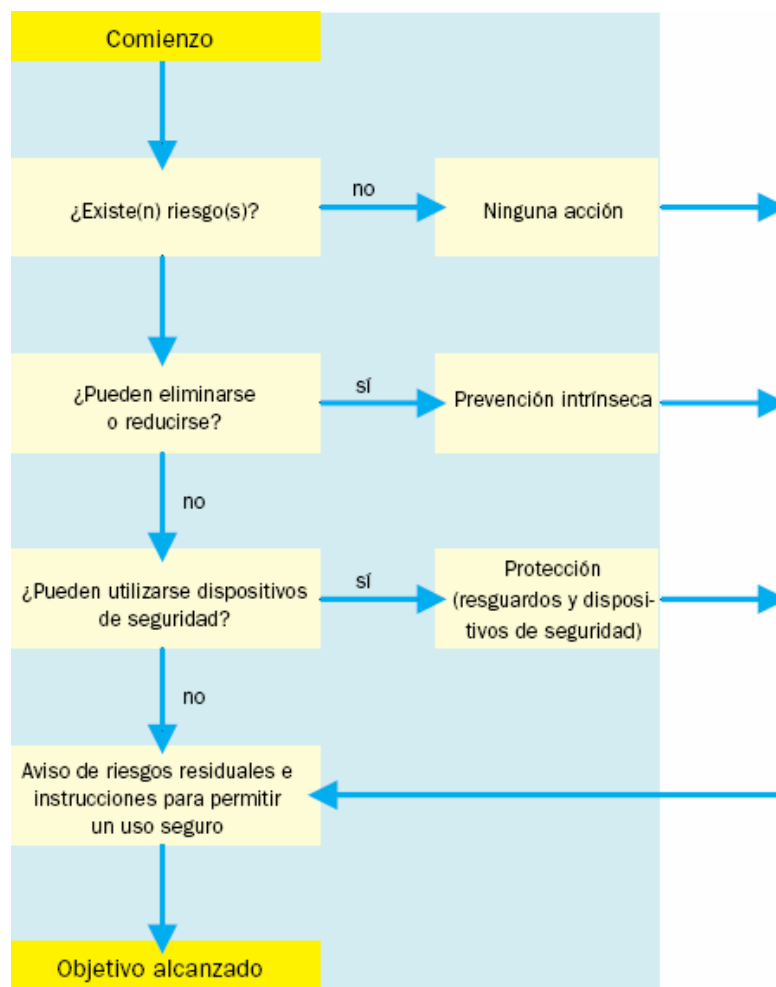 Comienzo
¿Existe(n) riesgo(s)?
no
Ninguna acción
¿Pueden eliminarse
o reducirse?
sí
Prevención intrínseca
no
¿Pueden utilizarse dispositivos
de seguridad?
sí
Protección
(resguardos y disposi-
tivos de seguridad)
no
Aviso de riesgos residuales e
instrucciones para permitir
un uso seguro
Objetivo alcanzado